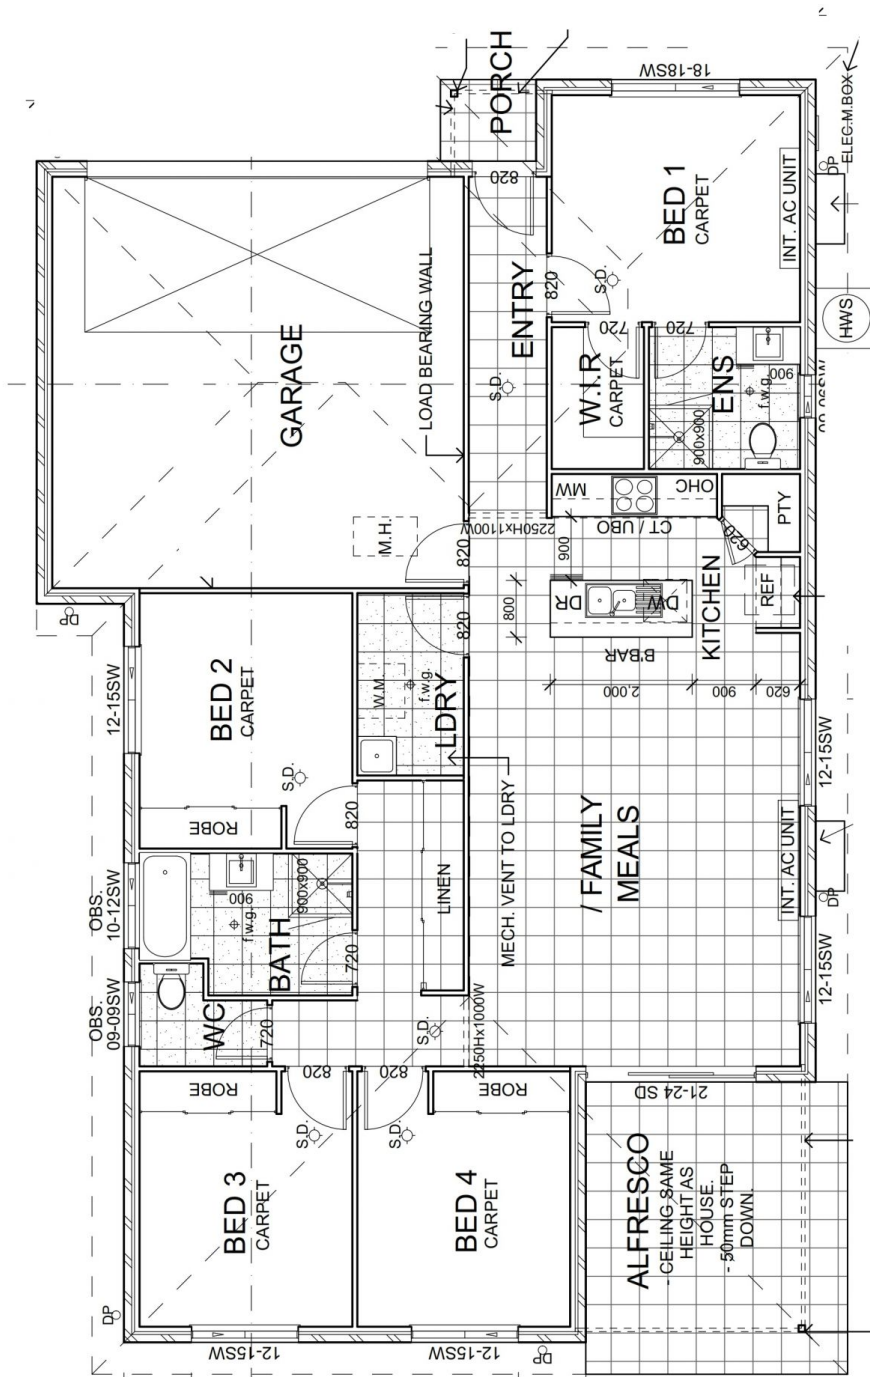 PORCH
18-18SW
ELEC.M.BOX
DP
820
BED 1
CARPET
INT. AC UNIT
HWS
GARAGE
LOAD BEARING WALL
ENTRY
S.D.
820
S.D.
W.I.R
CARPET
720
720
ENS
900
f.w.g.
900x900
09-06SW
M.H.
820
2250Hx1100W
MW
CT / UBO
OHC
PTY
620
900
800
DR
DW
B'BAR
KITCHEN
REF
2,000
900
620
DP
12-15SW
BED 2
CARPET
S.D.
ROBE
820
820
LDRY
W.M.
f.w.g.
MECH. VENT TO LDRY
LINEN
/ FAMILY
MEALS
12-15SW
INT. AC UNIT
DP
12-15SW
OBS.
10-12SW
900
f.w.g.
900x900
BATH
720
OBS.
09-09SW
WC
720
S.D.
2250Hx1000W
ROBE
820
820
ROBE
S.D.
S.D.
BED 3
CARPET
BED 4
CARPET
21-24 SD
ALFRESCO
- CEILING SAME
HEIGHT AS
HOUSE.
- 50mm STEP
DOWN.
DP
12-15SW
12-15SW
DP